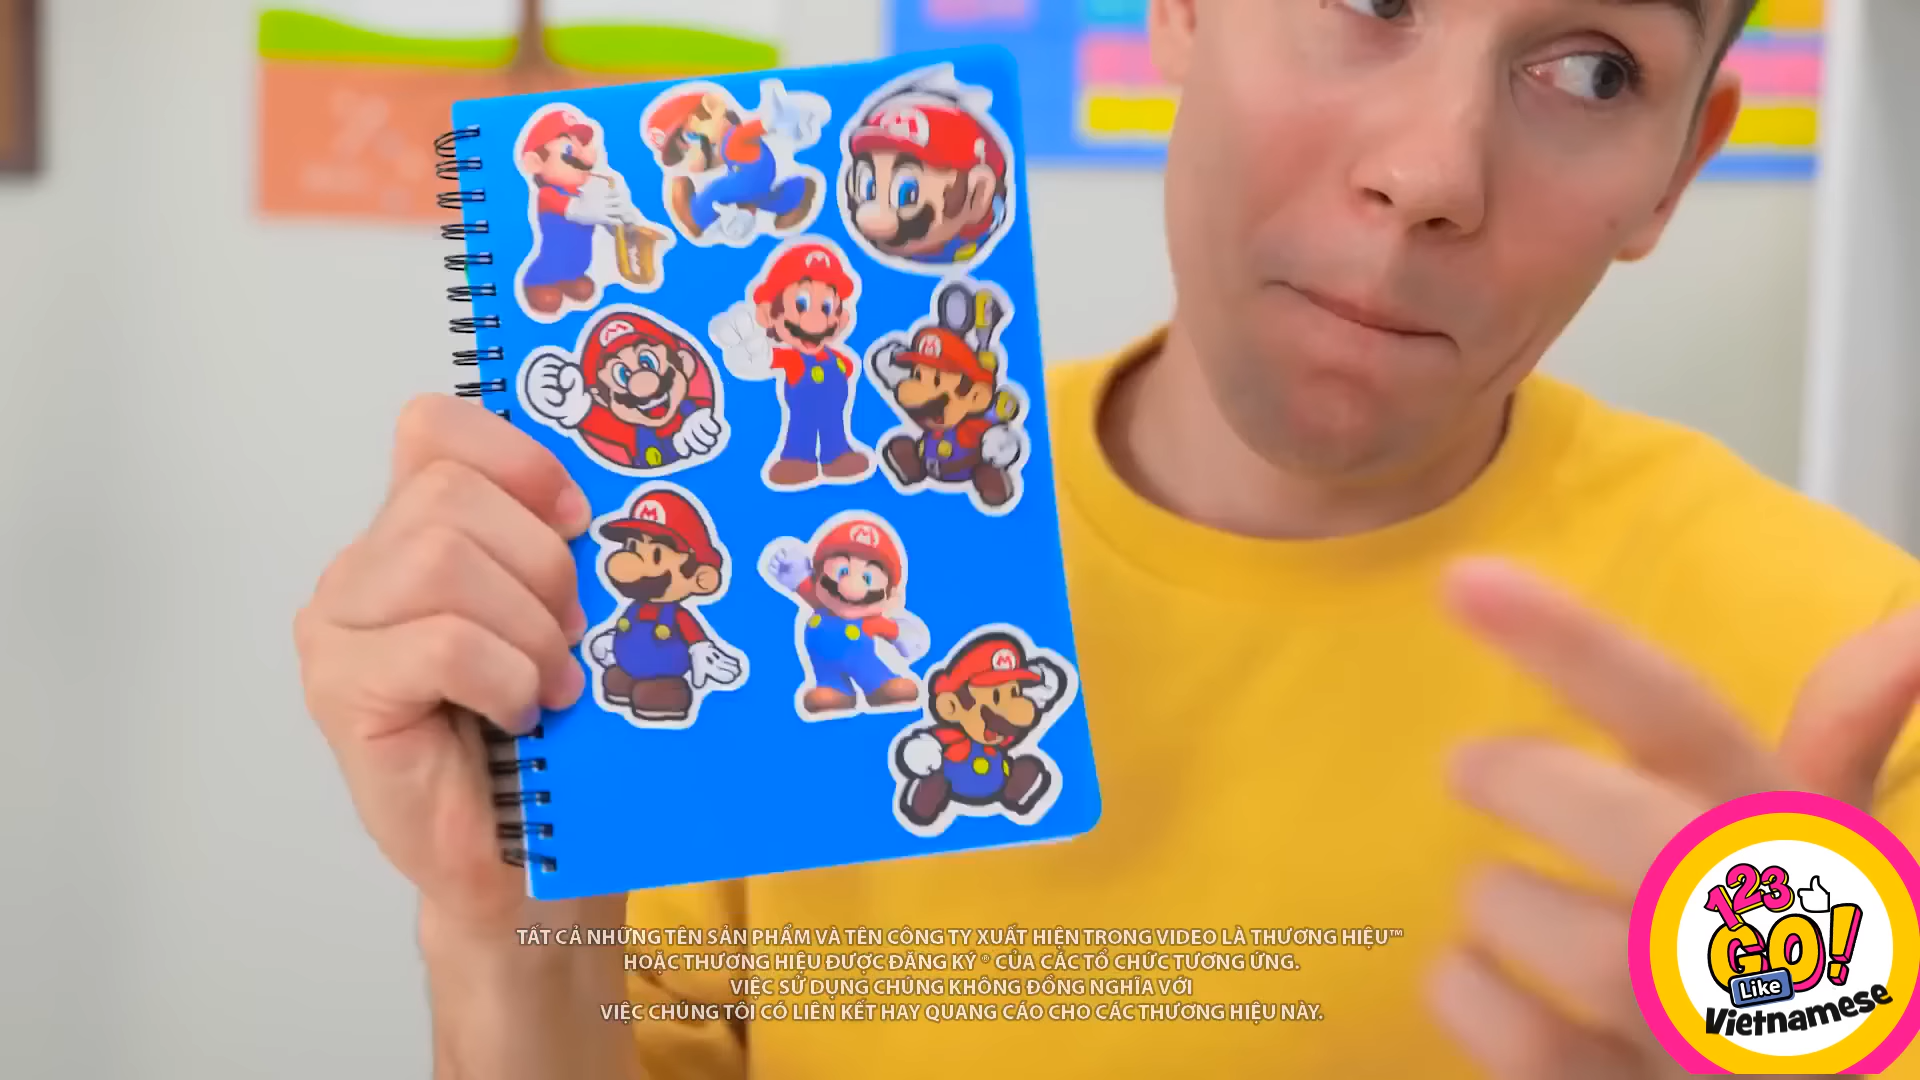 TẤT CẢ NHỮNG TÊN SẢN PHẨM VÀ TÊN CÔNG TY XUẤT HIỆN TRONG VIDEO LÀ THƯƠNG HIỆU™
HOẶC THƯƠNG HIỆU ĐƯỢC ĐĂNG KÝ ® CỦA CÁC TỔ CHỨC TƯƠNG ỨNG.
VIỆC SỬ DỤNG CHÚNG KHÔNG ĐỒNG NGHĨA VỚI
VIỆC CHÚNG TÔI CÓ LIÊN KẾT HAY QUANG CÁO CHO CÁC THƯƠNG HIỆU NÀY.
123
GO!
Like
Vietnamese